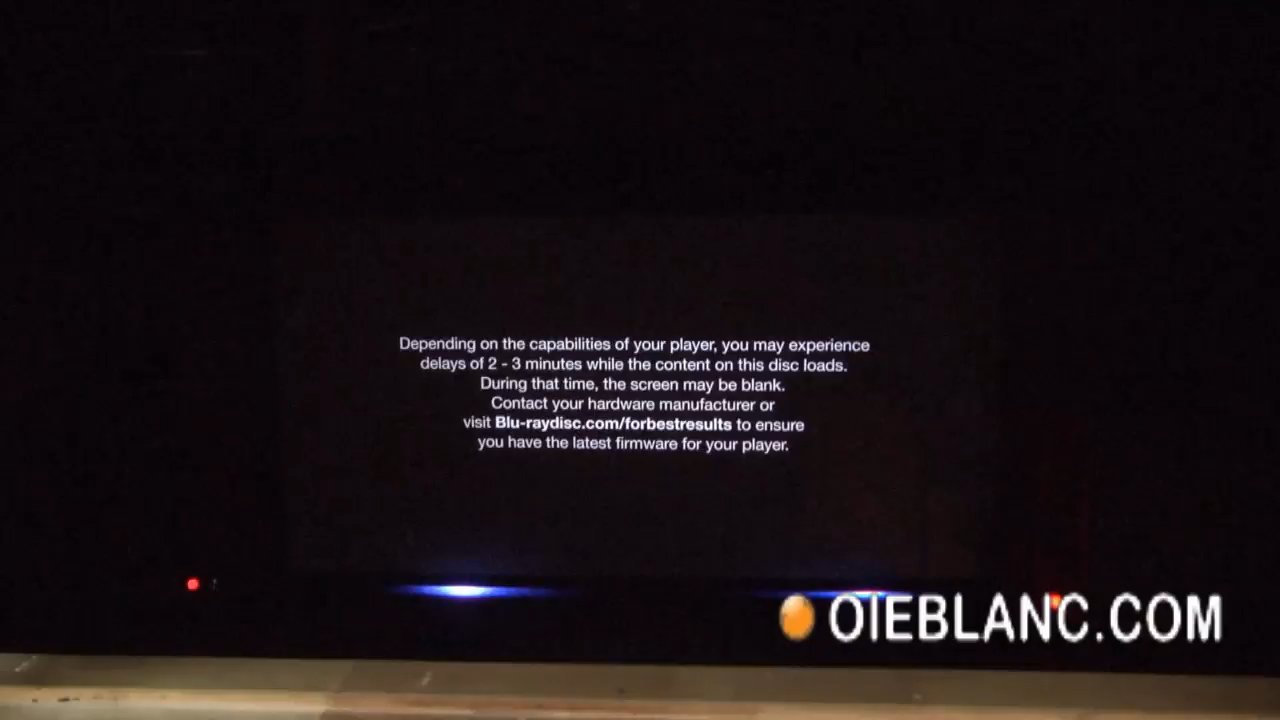 Depending on the capabilities of your player, you may experience
delays of 2 - 3 minutes while the content on this disc loads.
During that time, the screen may be blank.
Contact your hardware manufacturer or
visit Blu-raydisc.com/forbestresults to ensure
you have the latest firmware for your player.
OIEBLANC.COM